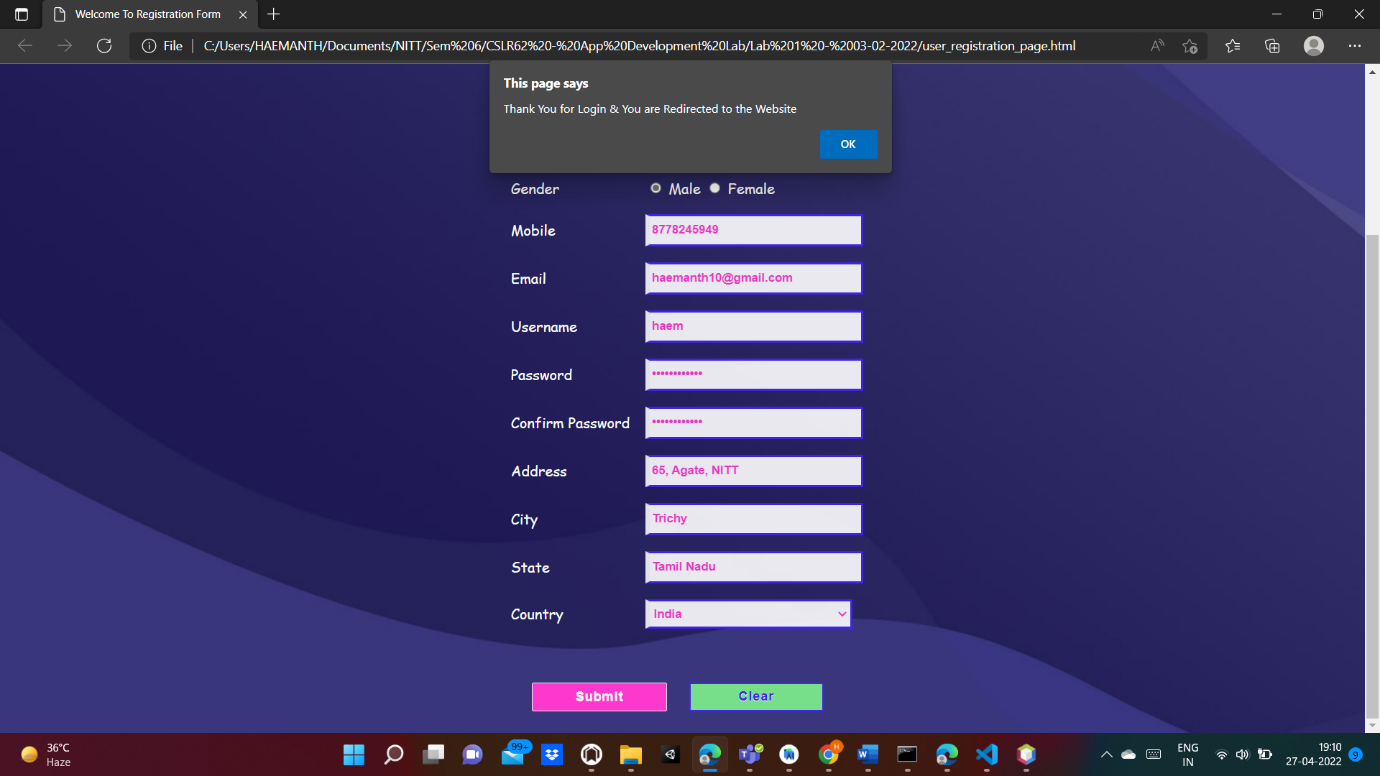 Welcome To Registration Form
File
C:/Users/HAEMANTH/Documents/NITT/Sem%206/CSLR62%20-%20App%20Development%20Lab/Lab%201%20-%2003-02-2022/user_registration_page.html
This page says
Thank You for Login & You are Redirected to the Website
OK
Gender Male Female
Mobile 8778245949
Email haemanth10@gmail.com
Username haem
Password ••••••••••••
Confirm Password ••••••••••••
Address 65, Agate, NITT
City Trichy
State Tamil Nadu
Country India
Submit Clear
36°C
Haze
99+
H
ENG
IN
19:10
27-04-2022
9